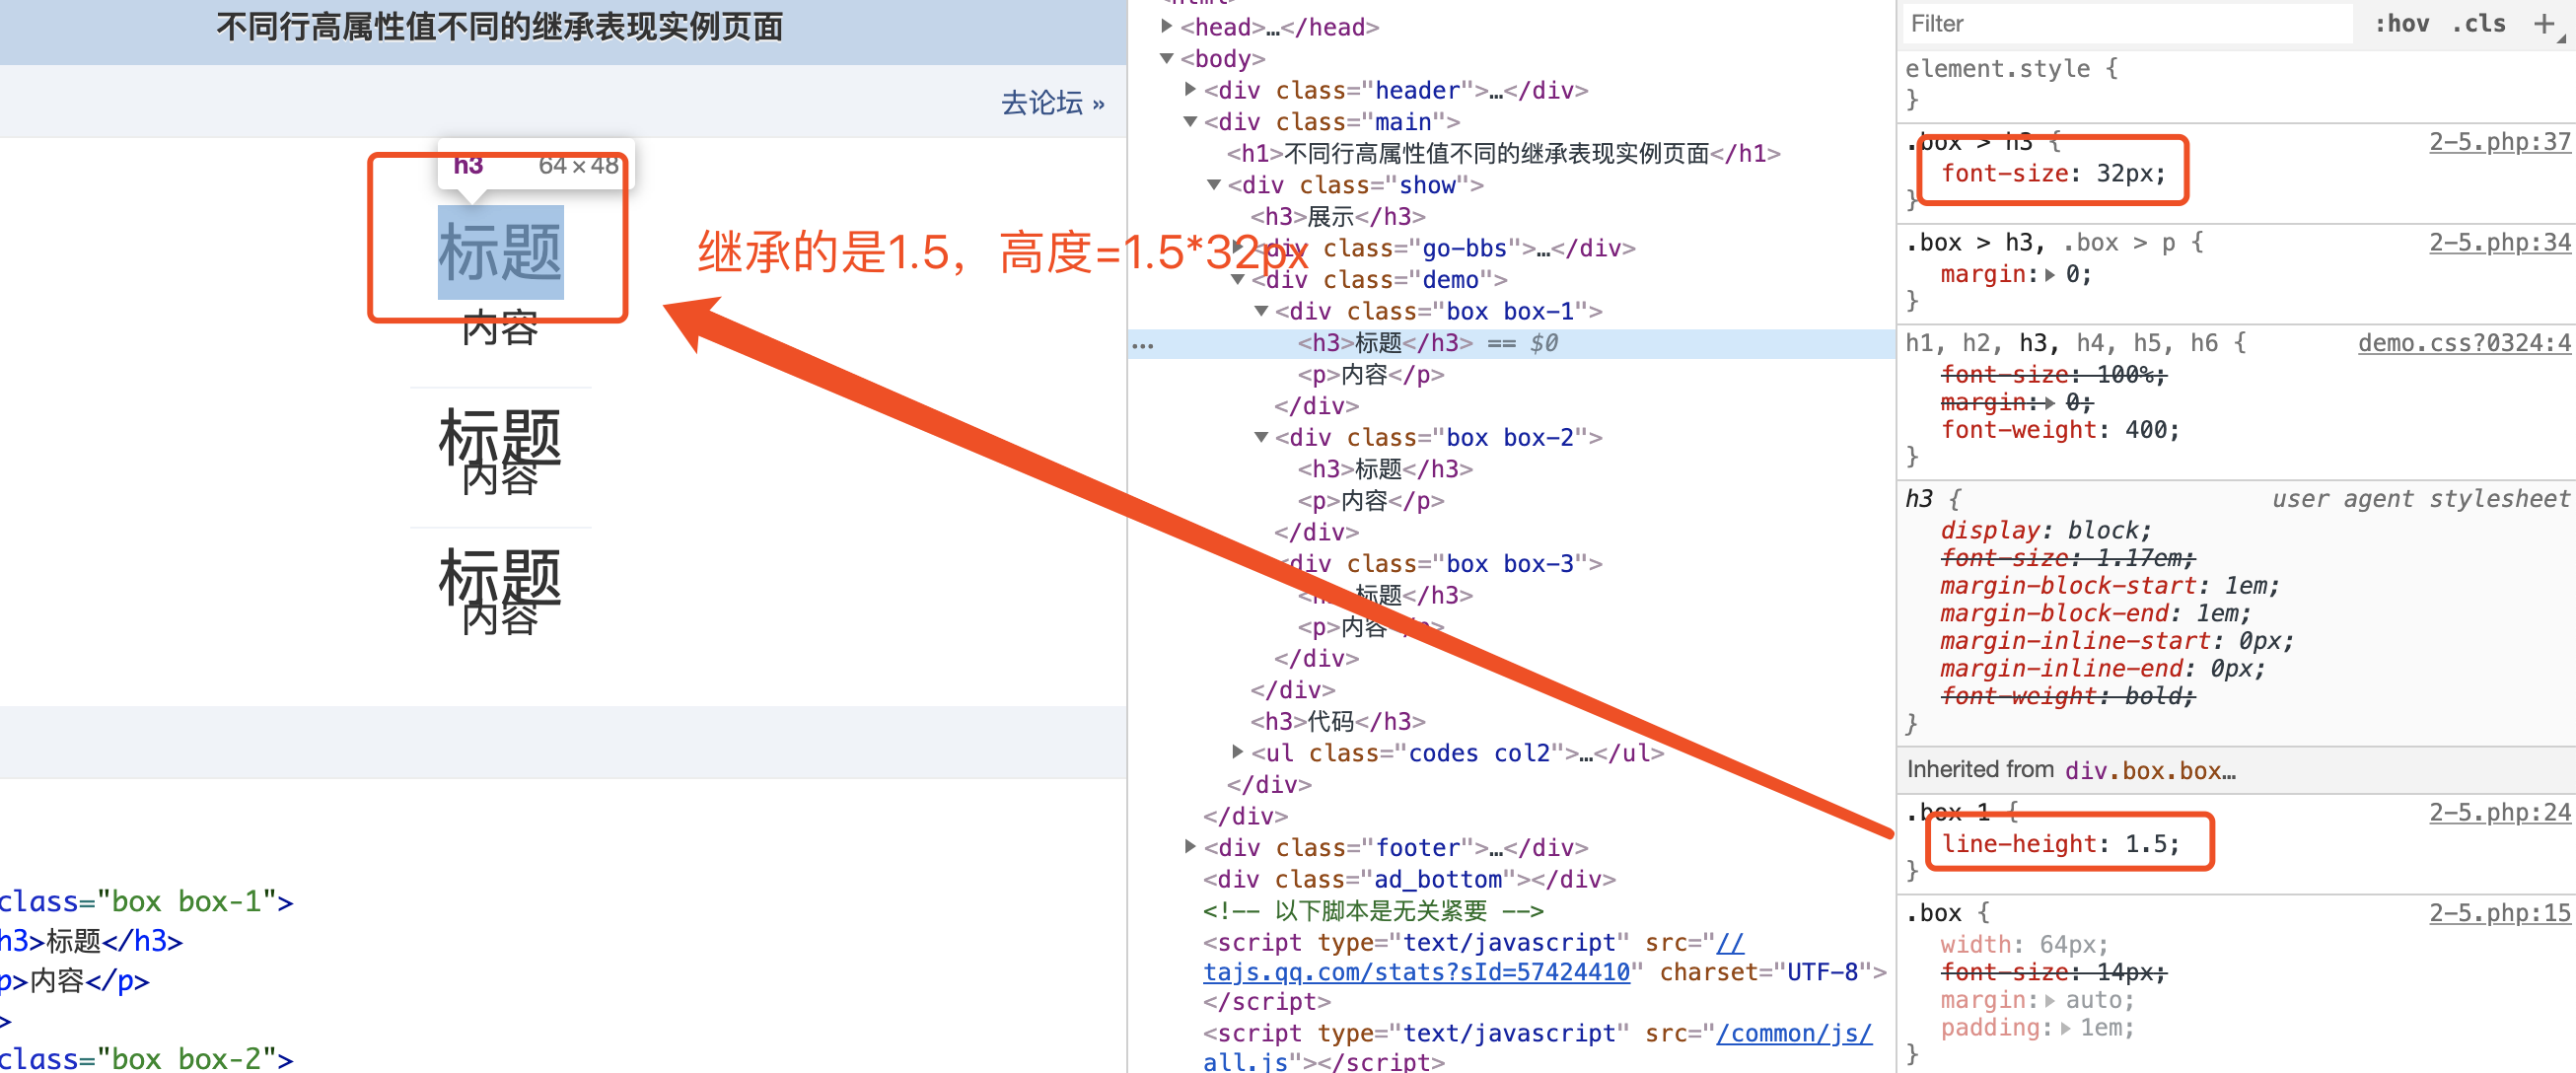 不同行高属性值不同的继承表现实例页面
去论坛 »
h3 64×48
标题
内容
继承的是1.5，高度=1.5*32px
标题
内容
标题
内容
class="box box-1">
h3>标题</h3>
p>内容</p>
>
class="box box-2">
<html>
<head>…</head>
<body>
<div class="header">…</div>
<div class="main">
<h1>不同行高属性值不同的继承表现实例页面</h1>
<div class="show">
<h3>展示</h3>
<div class="go-bbs">…</div>
<div class="demo">
<div class="box box-1">
… <h3>标题</h3> == $0
<p>内容</p>
</div>
<div class="box box-2">
<h3>标题</h3>
<p>内容</p>
</div>
<div class="box box-3">
<h3>标题</h3>
<p>内容</p>
</div>
</div>
<h3>代码</h3>
<ul class="codes col2">…</ul>
</div>
</div>
<div class="footer">…</div>
<div class="ad_bottom"></div>
<!-- 以下脚本是无关紧要 -->
<script type="text/javascript" src="//
tajs.qq.com/stats?sId=57424410" charset="UTF-8">
</script>
<script type="text/javascript" src="/common/js/
all.js"></script>
Filter :hov .cls +
element.style {
}
.box > h3 { 2-5.php:37
font-size: 32px;
}
.box > h3, .box > p { 2-5.php:34
margin: 0;
}
h1, h2, h3, h4, h5, h6 { demo.css?0324:4
font-size: 100%;
margin: 0;
font-weight: 400;
}
h3 { user agent stylesheet
display: block;
font-size: 1.17em;
margin-block-start: 1em;
margin-block-end: 1em;
margin-inline-start: 0px;
margin-inline-end: 0px;
font-weight: bold;
}
Inherited from div.box.box…
.box-1 { 2-5.php:24
line-height: 1.5;
}
.box { 2-5.php:15
width: 64px;
font-size: 14px;
margin: auto;
padding: 1em;
}